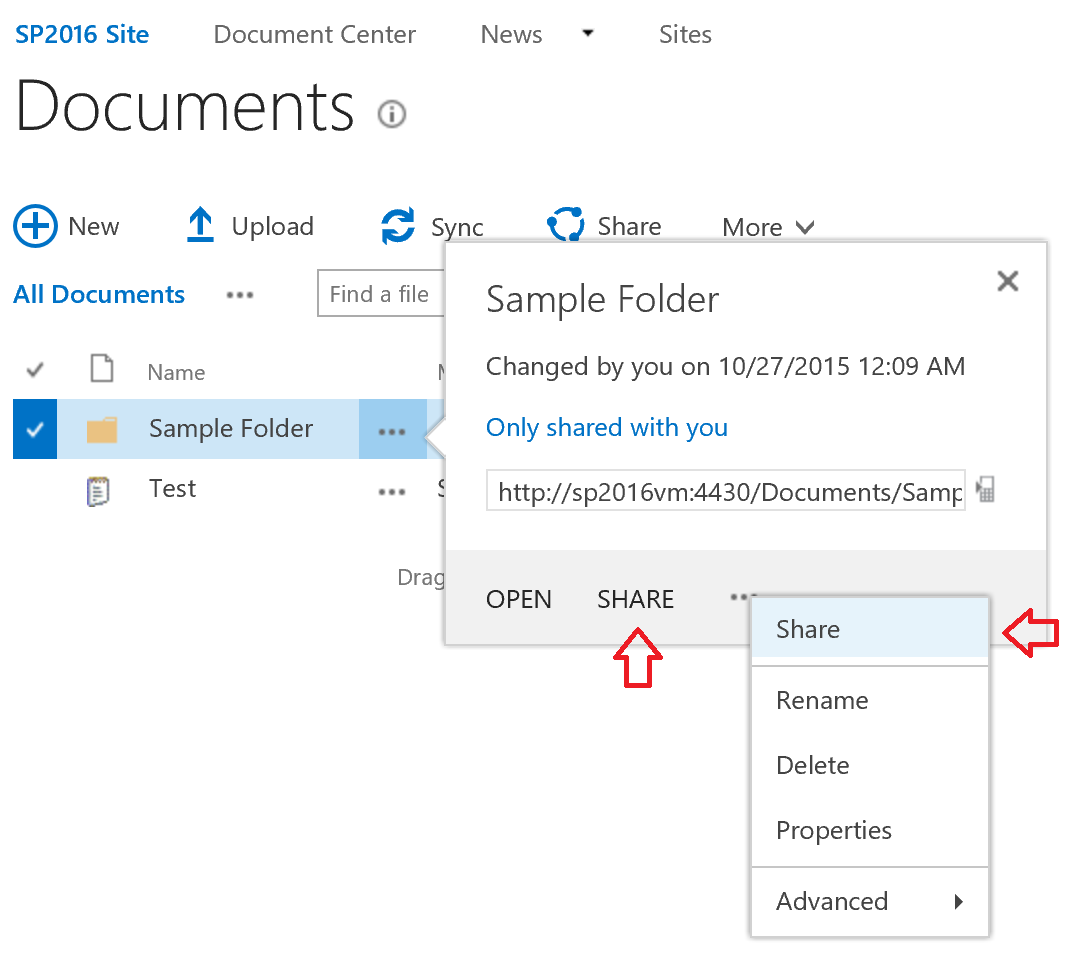 SP2016 Site Document Center News Sites
Documents
New Upload Sync Share More
All Documents Find a file
Sample Folder
Changed by you on 10/27/2015 12:09 AM
Only shared with you
http://sp2016vm:4430/Documents/Samp
OPEN SHARE
Name
Sample Folder
Test
Drag
Share
Rename
Delete
Properties
Advanced